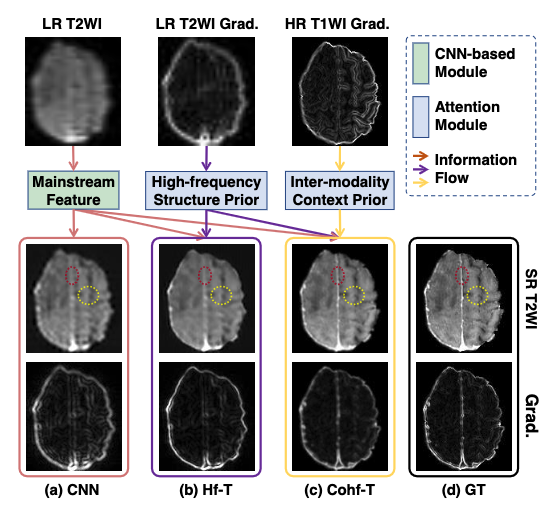 LR T2WI
LR T2WI Grad.
HR T1WI Grad.
CNN-based
Module
Attention
Module
Information
Flow
Mainstream
Feature
High-frequency
Structure Prior
Inter-modality
Context Prior
SR T2WI
Grad.
(a) CNN
(b) Hf-T
(c) Cohf-T
(d) GT